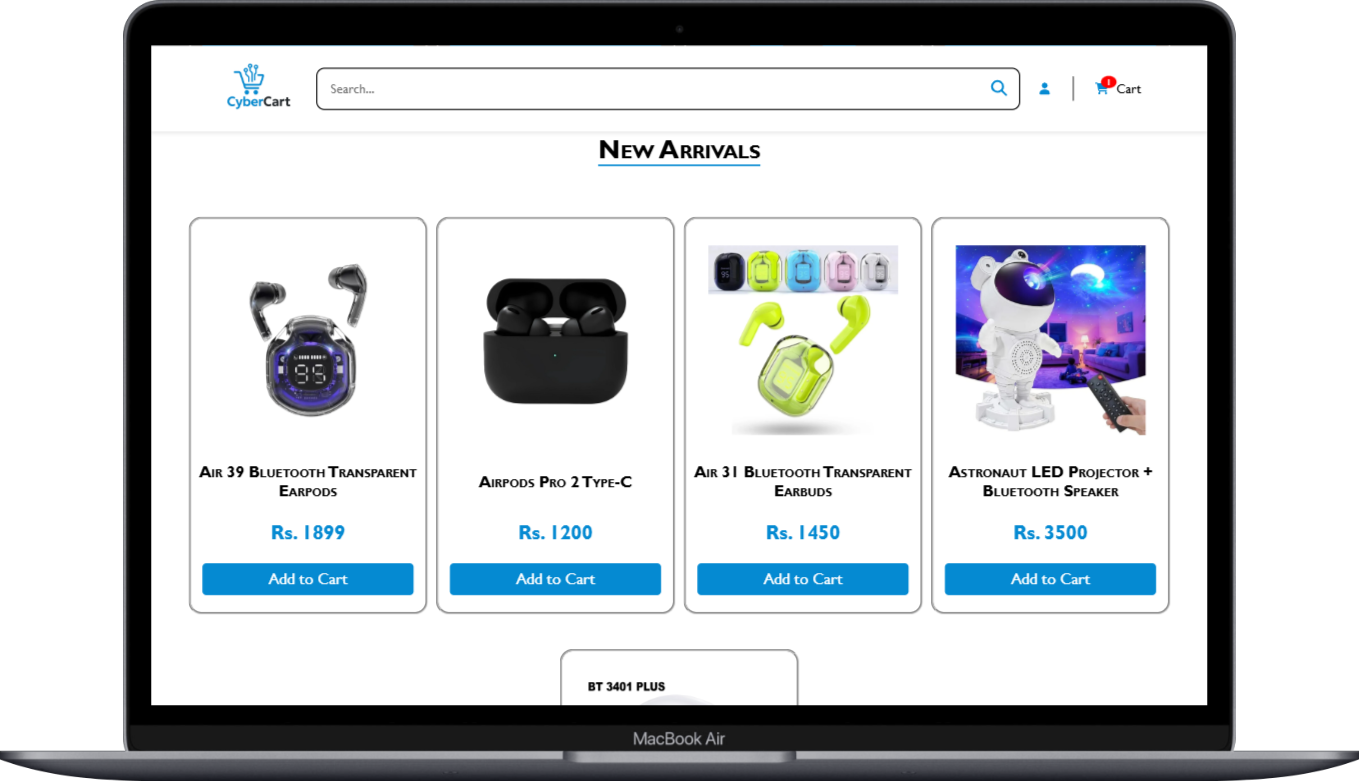 CyberCart
Search...
1
Cart
New Arrivals
95
95
Air 39 Bluetooth Transparent
Earpods
Rs. 1899
Add to Cart
Airpods Pro 2 Type-C
Rs. 1200
Add to Cart
Air 31 Bluetooth Transparent
Earbuds
Rs. 1450
Add to Cart
Astronaut LED Projector +
Bluetooth Speaker
Rs. 3500
Add to Cart
BT 3401 PLUS
MacBook Air